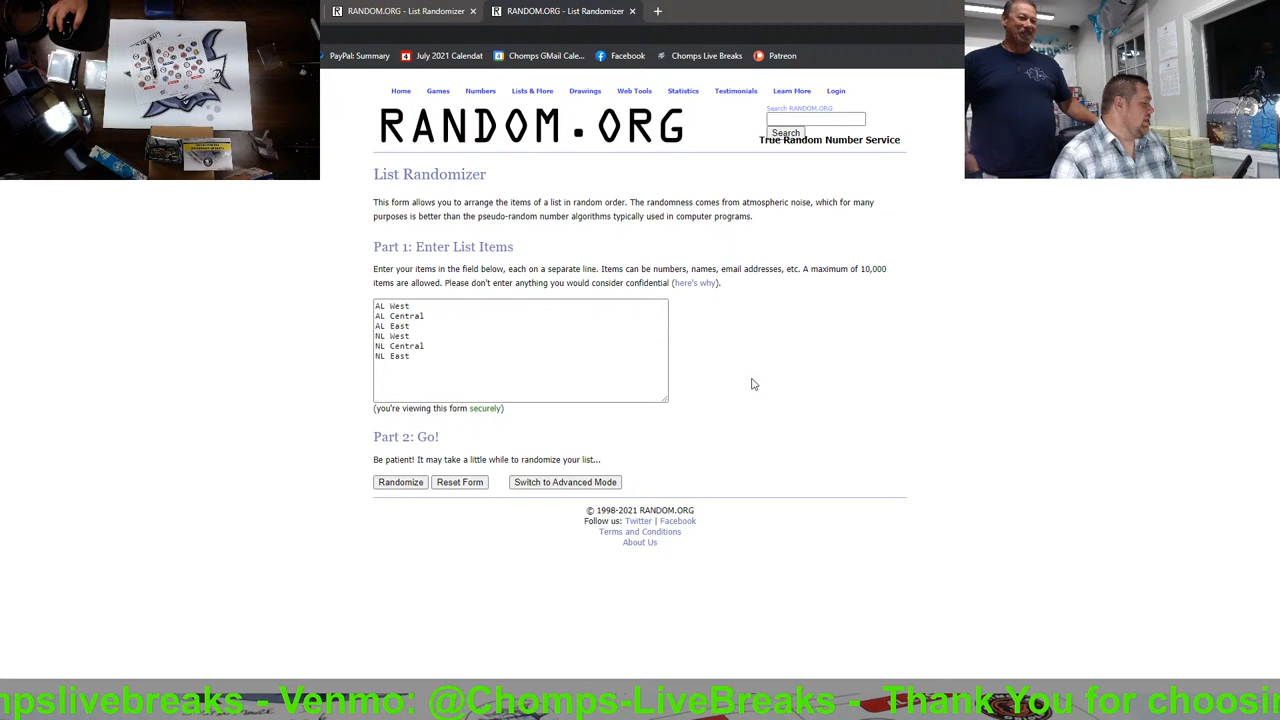 RANDOM.ORG - List Randomizer × RANDOM.ORG - List Randomizer × +
PayPal: Summary July 2021 Calendat Chomps GMail Cale... Facebook Chomps Live Breaks Patreon
Home Games Numbers Lists & More Drawings Web Tools Statistics Testimonials Learn More Login
RANDOM.ORG
Search RANDOM.ORG
Search
True Random Number Service
List Randomizer
This form allows you to arrange the items of a list in random order. The randomness comes from atmospheric noise, which for many
purposes is better than the pseudo-random number algorithms typically used in computer programs.
Part 1: Enter List Items
Enter your items in the field below, each on a separate line. Items can be numbers, names, email addresses, etc. A maximum of 10,000
items are allowed. Please don't enter anything you would consider confidential (here's why).
AL West
AL Central
AL East
NL West
NL Central
NL East
(you're viewing this form securely)
Part 2: Go!
Be patient! It may take a little while to randomize your list...
Randomize Reset Form Switch to Advanced Mode
© 1998-2021 RANDOM.ORG
Follow us: Twitter | Facebook
Terms and Conditions
About Us
mpslivebreaks - Venmo: @Chomps-LiveBreaks - Thank You for choosin